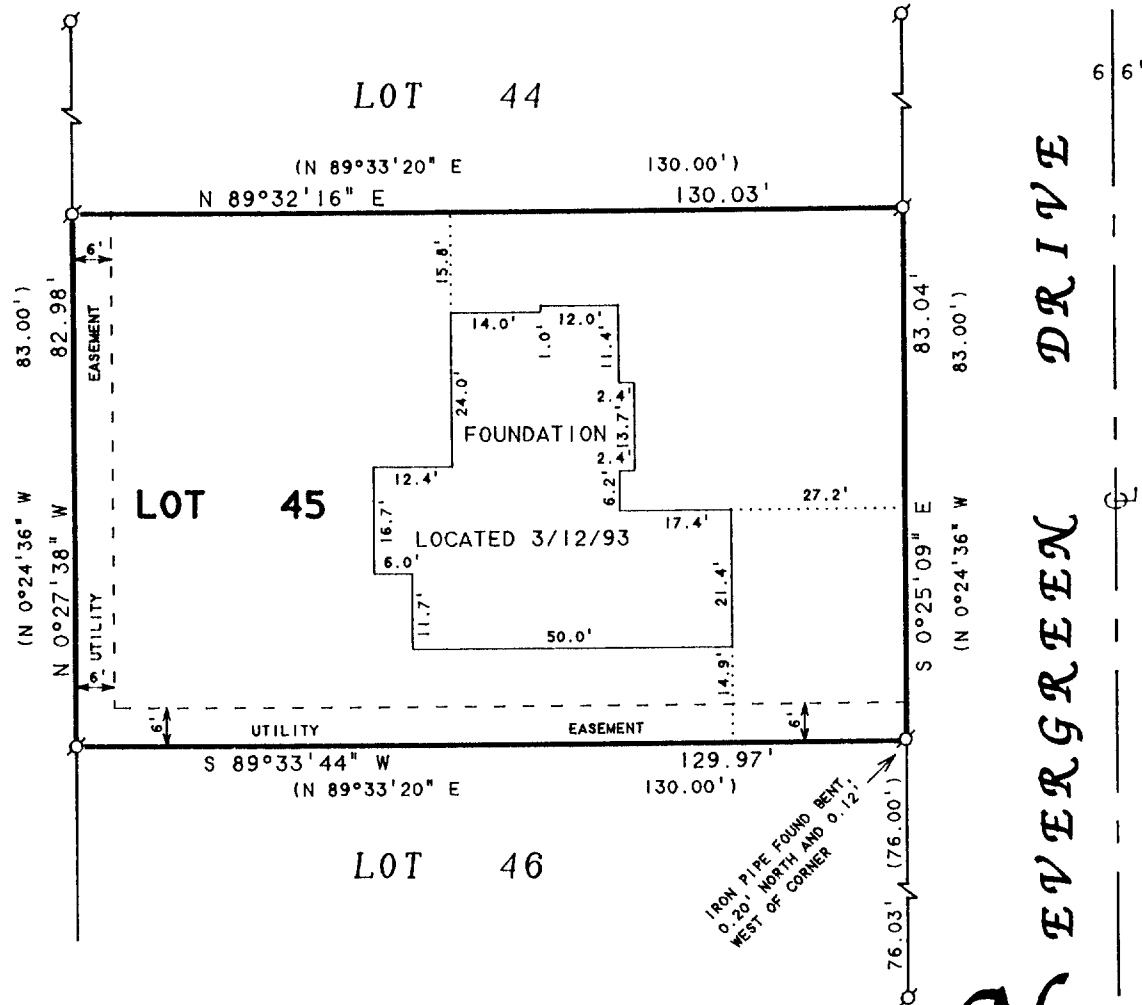 6 6'
LOT 44
(N 89°33'20" E 130.00')
N 89°32'16" E 130.03'
6'
EASEMENT
UTILITY
6'
83.00')
(N 0°24'36" W
82.98'
N 0°27'38" W
15.8'
14.0'
1.0'
12.0'
11.4'
2.4'
13.7'
2.4'
24.0'
FOUNDATION
6.2'
12.4'
LOT 45
16.7'
LOCATED 3/12/93
17.4'
27.2'
6.0'
11.7'
21.4'
50.0'
14.9'
83.04'
S 0°25'09" E
83.00')
(N 0°24'36" W
6'
UTILITY EASEMENT
6'
S 89°33'44" W 129.97'
(N 89°33'20" E 130.00')
LOT 46
IRON PIPE FOUND BENT,
0.20' NORTH AND 0.12'
WEST OF CORNER
(76.00')
76.03'
EVERGREEN DRIVE
℄